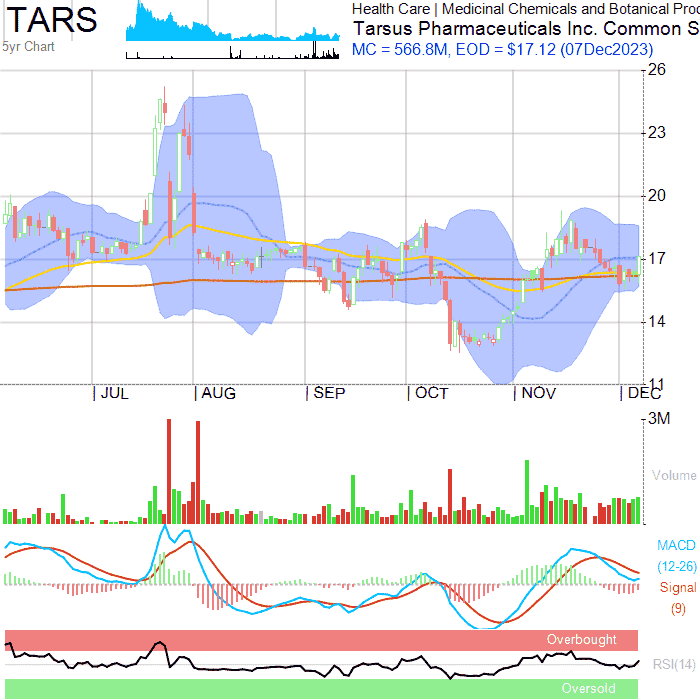 TARS
5yr Chart
Health Care | Medicinal Chemicals and Botanical Prod
Tarsus Pharmaceuticals Inc. Common S
MC = 566.8M, EOD = $17.12 (07Dec2023)
26
23
20
17
14
11
JUL AUG SEP OCT NOV DEC
3M
Volume
MACD
(12-26)
Signal
(9)
Overbought
RSI(14)
Oversold